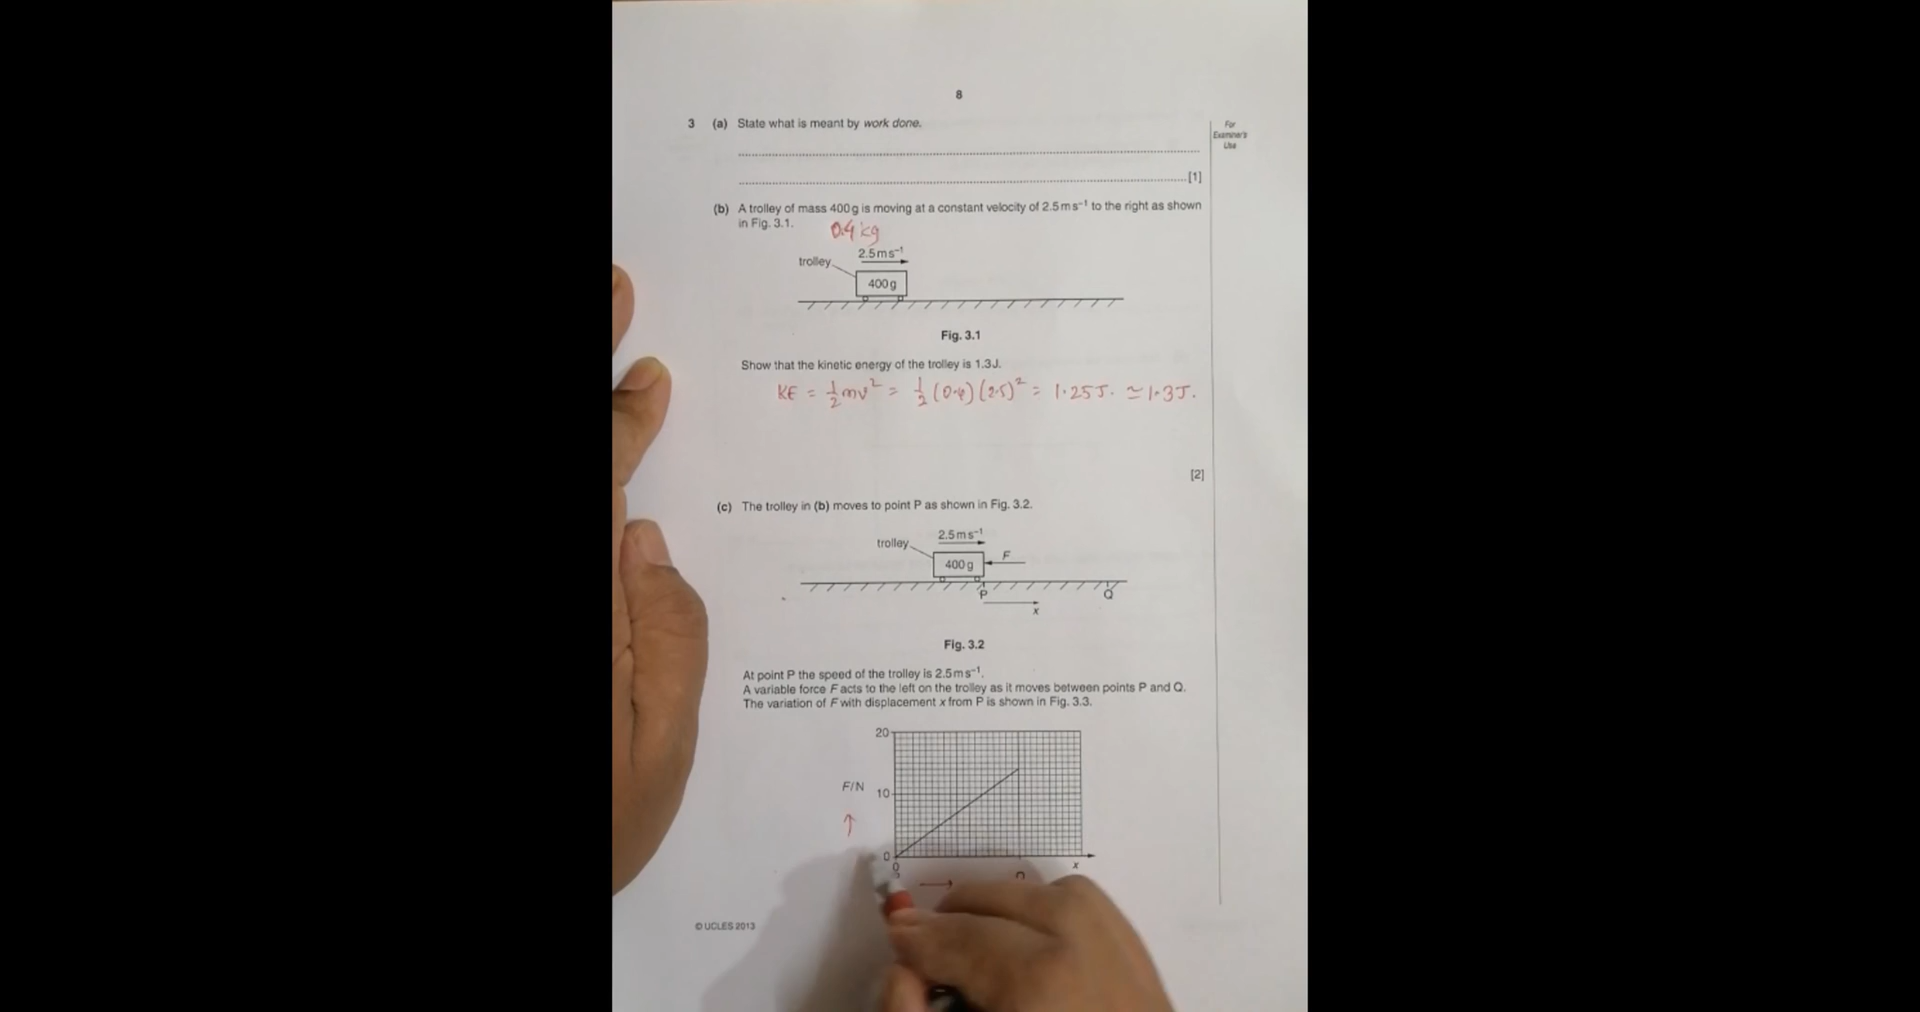 8
3 (a) State what is meant by work done.
For
Examiner's
Use
[1]
(b) A trolley of mass 400 g is moving at a constant velocity of 2.5 m s⁻¹ to the right as shown
in Fig. 3.1.
0.4 kg
2.5 m s⁻¹
trolley
400 g
Fig. 3.1
Show that the kinetic energy of the trolley is 1.3 J.
KE = 1/2 mv² = 1/2 (0.4) (2.5)² = 1.25 J. ≃ 1.3 J.
[2]
(c) The trolley in (b) moves to point P as shown in Fig. 3.2.
2.5 m s⁻¹
trolley
F
400 g
P
Q
x
Fig. 3.2
At point P the speed of the trolley is 2.5 m s⁻¹.
A variable force F acts to the left on the trolley as it moves between points P and Q.
The variation of F with displacement x from P is shown in Fig. 3.3.
20
F/N
10
0
0
x
© UCLES 2013